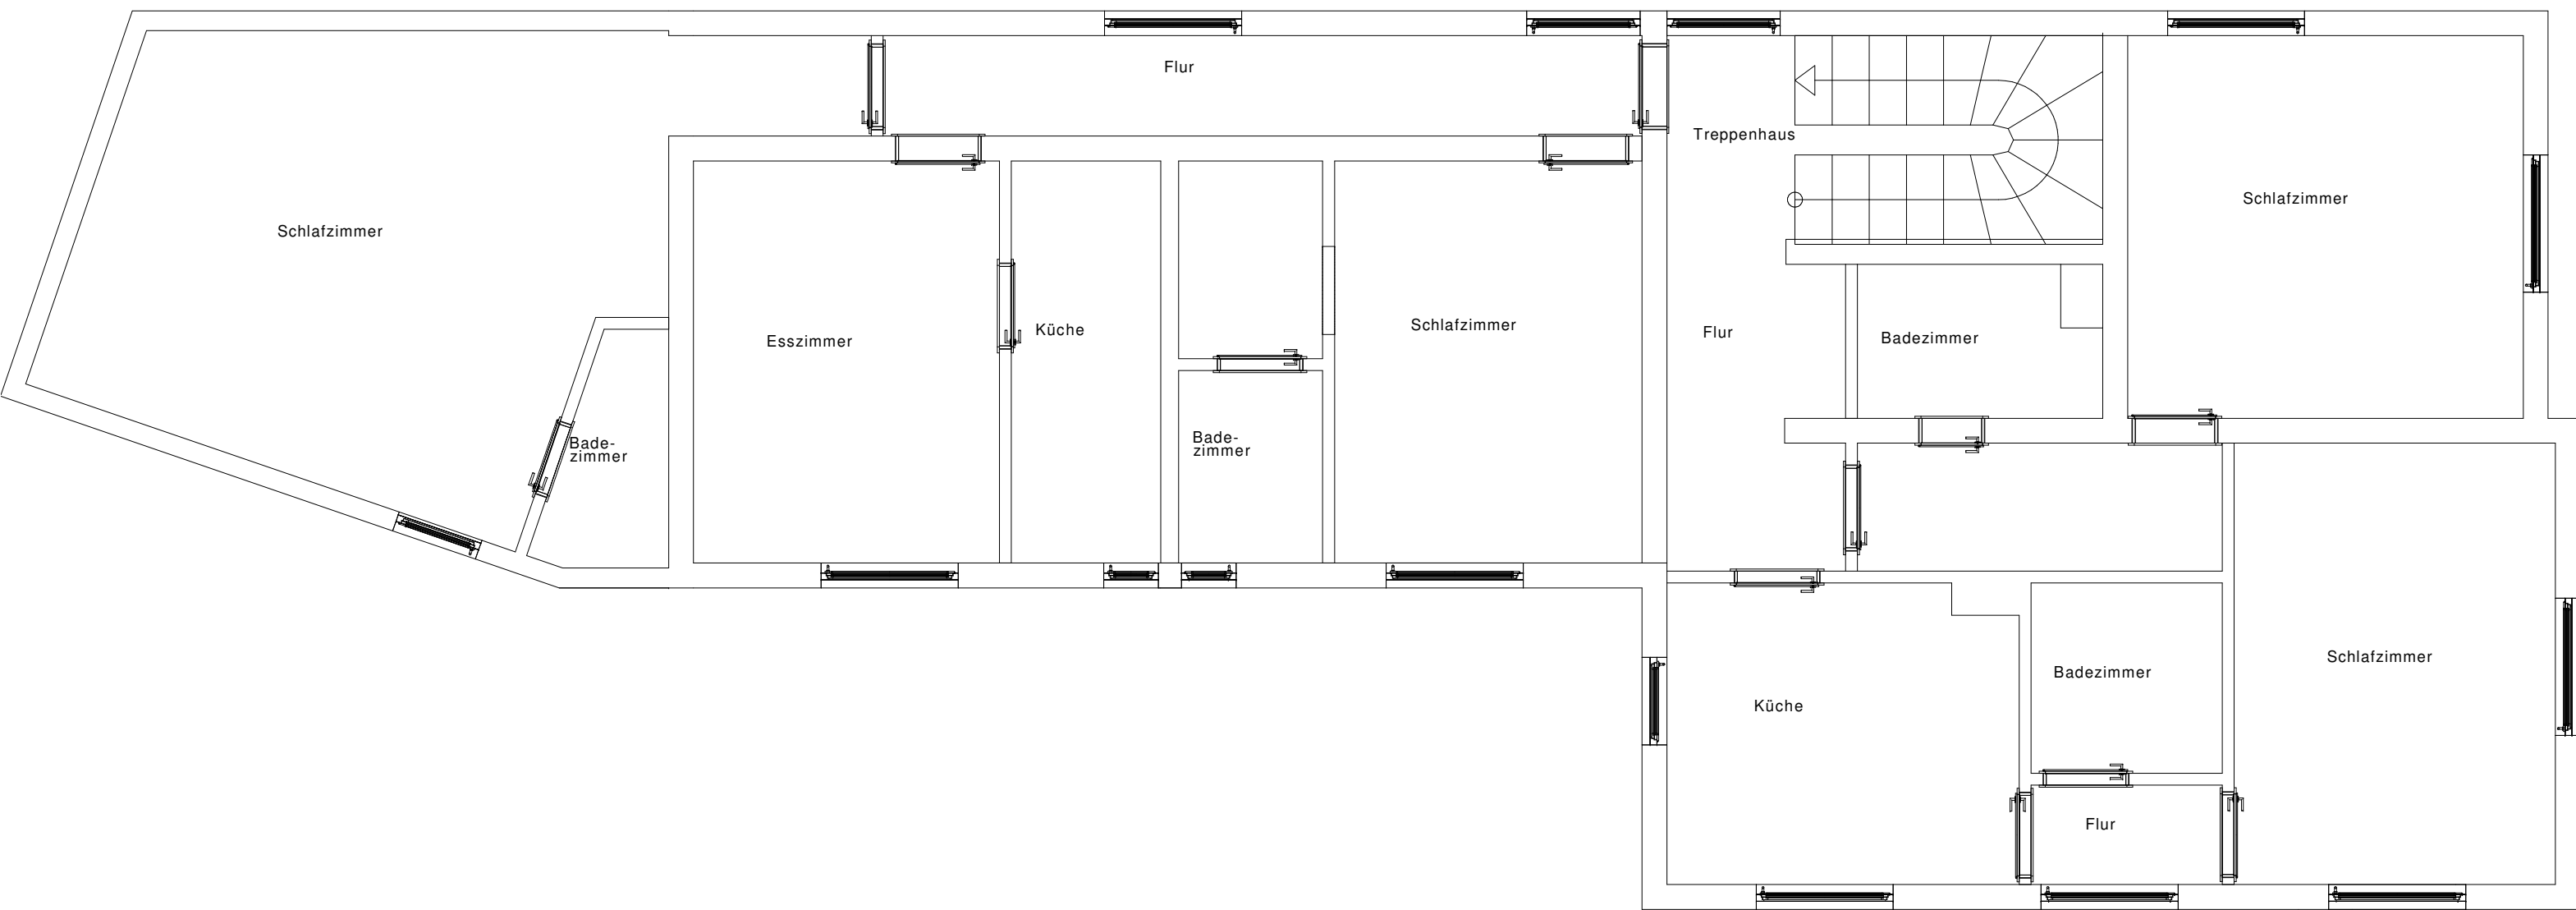 Flur
Treppenhaus
Schlafzimmer
Schlafzimmer
Esszimmer
Küche
Schlafzimmer
Flur
Badezimmer
Bade-
zimmer
Bade-
zimmer
Schlafzimmer
Badezimmer
Küche
Flur